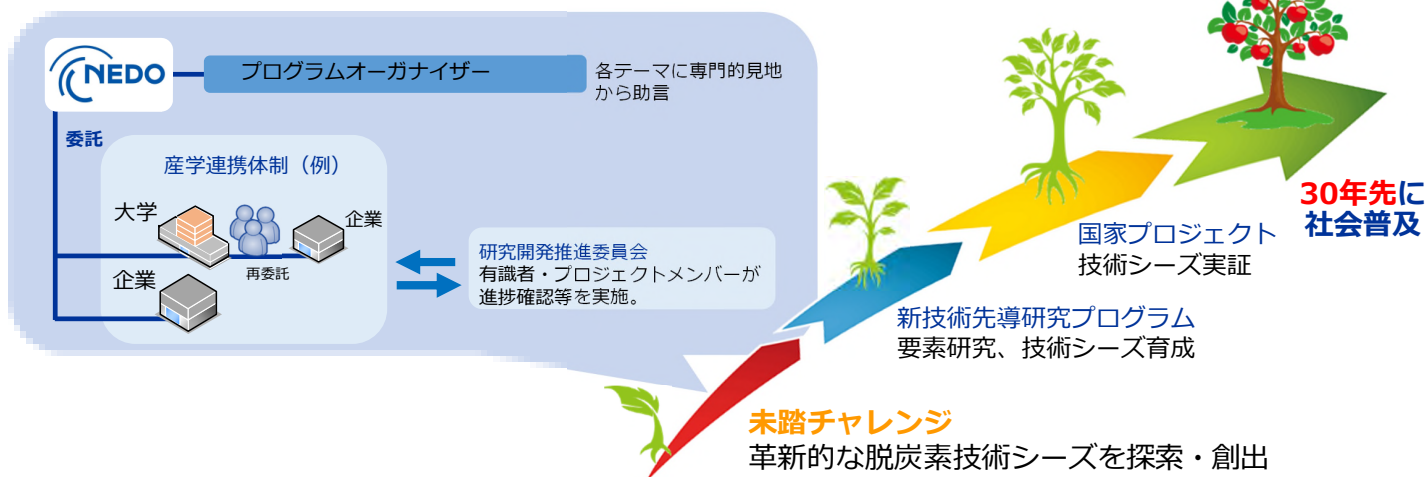 NEDO
プログラムオーガナイザー
各テーマに専門的見地
から助言
委託
産学連携体制（例）
大学
企業
再委託
企業
研究開発推進委員会
有識者・プロジェクトメンバーが
進捗確認等を実施。
30年先に
社会普及
国家プロジェクト
技術シーズ実証
新技術先導研究プログラム
要素研究、技術シーズ育成
未踏チャレンジ
革新的な脱炭素技術シーズを探索・創出